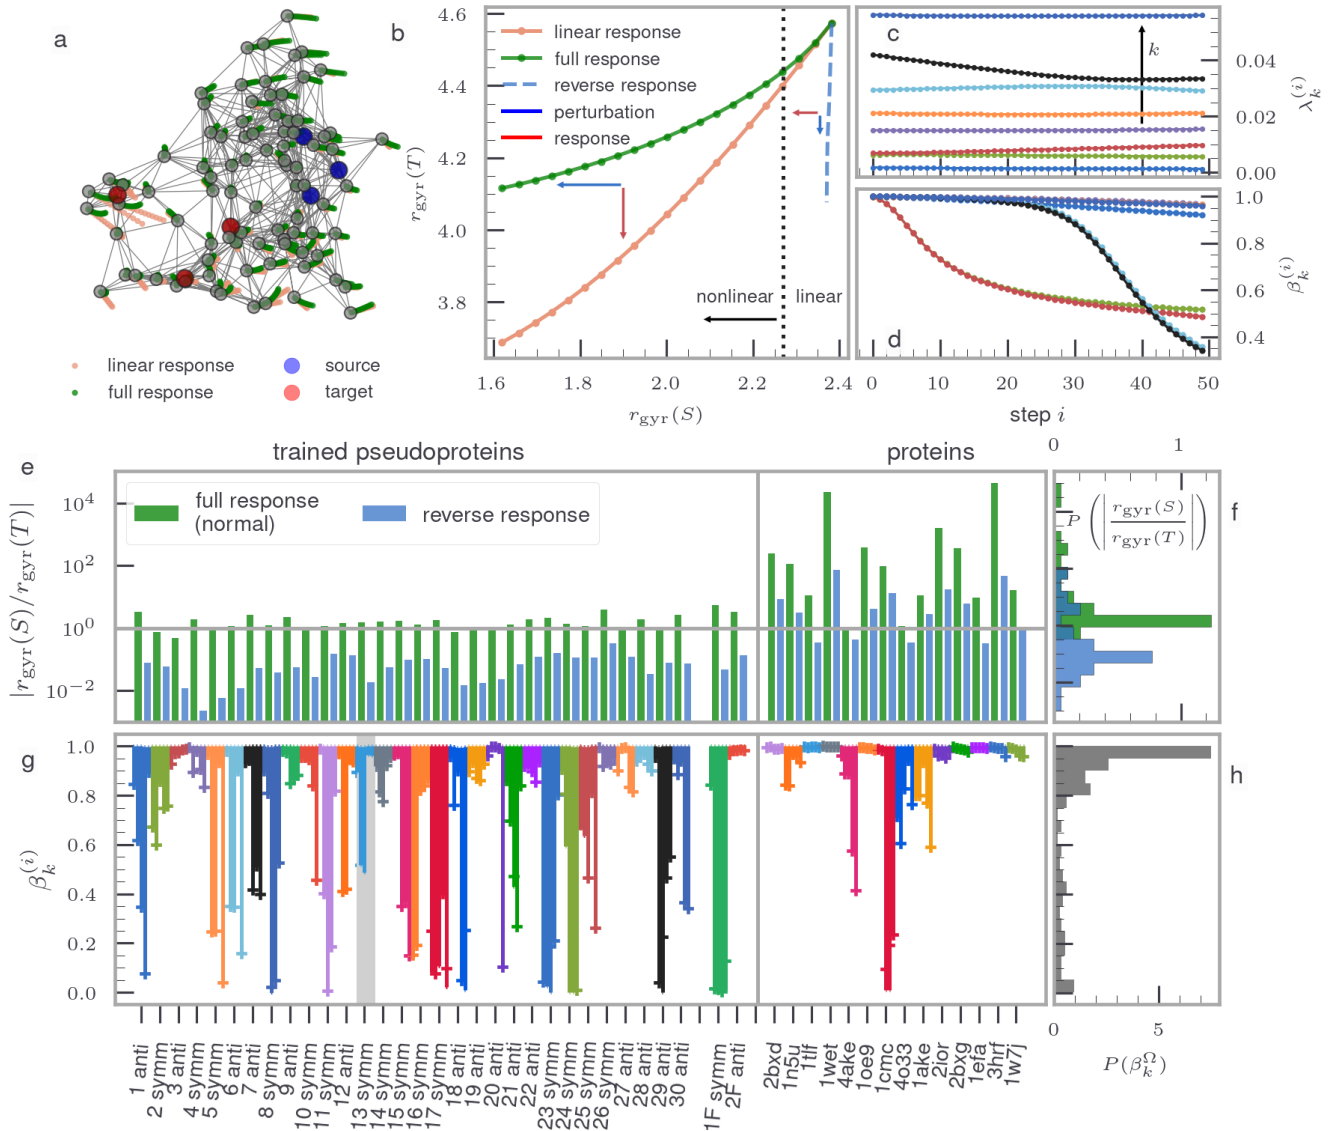 a
linear response
full response
source
target
b
4.6
4.4
4.2
4.0
3.8
r_gyr(T)
linear response
full response
reverse response
perturbation
response
nonlinear
linear
1.6
1.8
2.0
2.2
2.4
r_gyr(S)
c
k
0.04
0.02
0.00
λ_k^(i)
1.0
0.8
0.6
0.4
β_k^(i)
d
0
10
20
30
40
50
step i
e
trained pseudoproteins
proteins
0
1
10^4
10^2
10^0
10^−2
|r_gyr(S)/r_gyr(T)|
full response
(normal)
reverse response
P(|r_gyr(S)/r_gyr(T)|)
f
g
1.0
0.8
0.6
0.4
0.2
0.0
β_k^(i)
h
1 anti
2 symm
3 anti
4 symm
5 symm
6 anti
7 anti
8 symm
9 anti
10 symm
11 symm
12 anti
13 symm
14 symm
15 symm
16 symm
17 symm
18 anti
19 anti
20 anti
21 anti
22 anti
23 symm
24 symm
25 symm
26 symm
27 anti
28 anti
29 anti
30 anti
1F symm
2F anti
2bxd
1n5u
1tlf
1wet
4ake
1oe9
1cmc
4o33
1ake
2lor
2bxg
1efa
3hrf
1w7j
0
5
P(β_k^Ω)